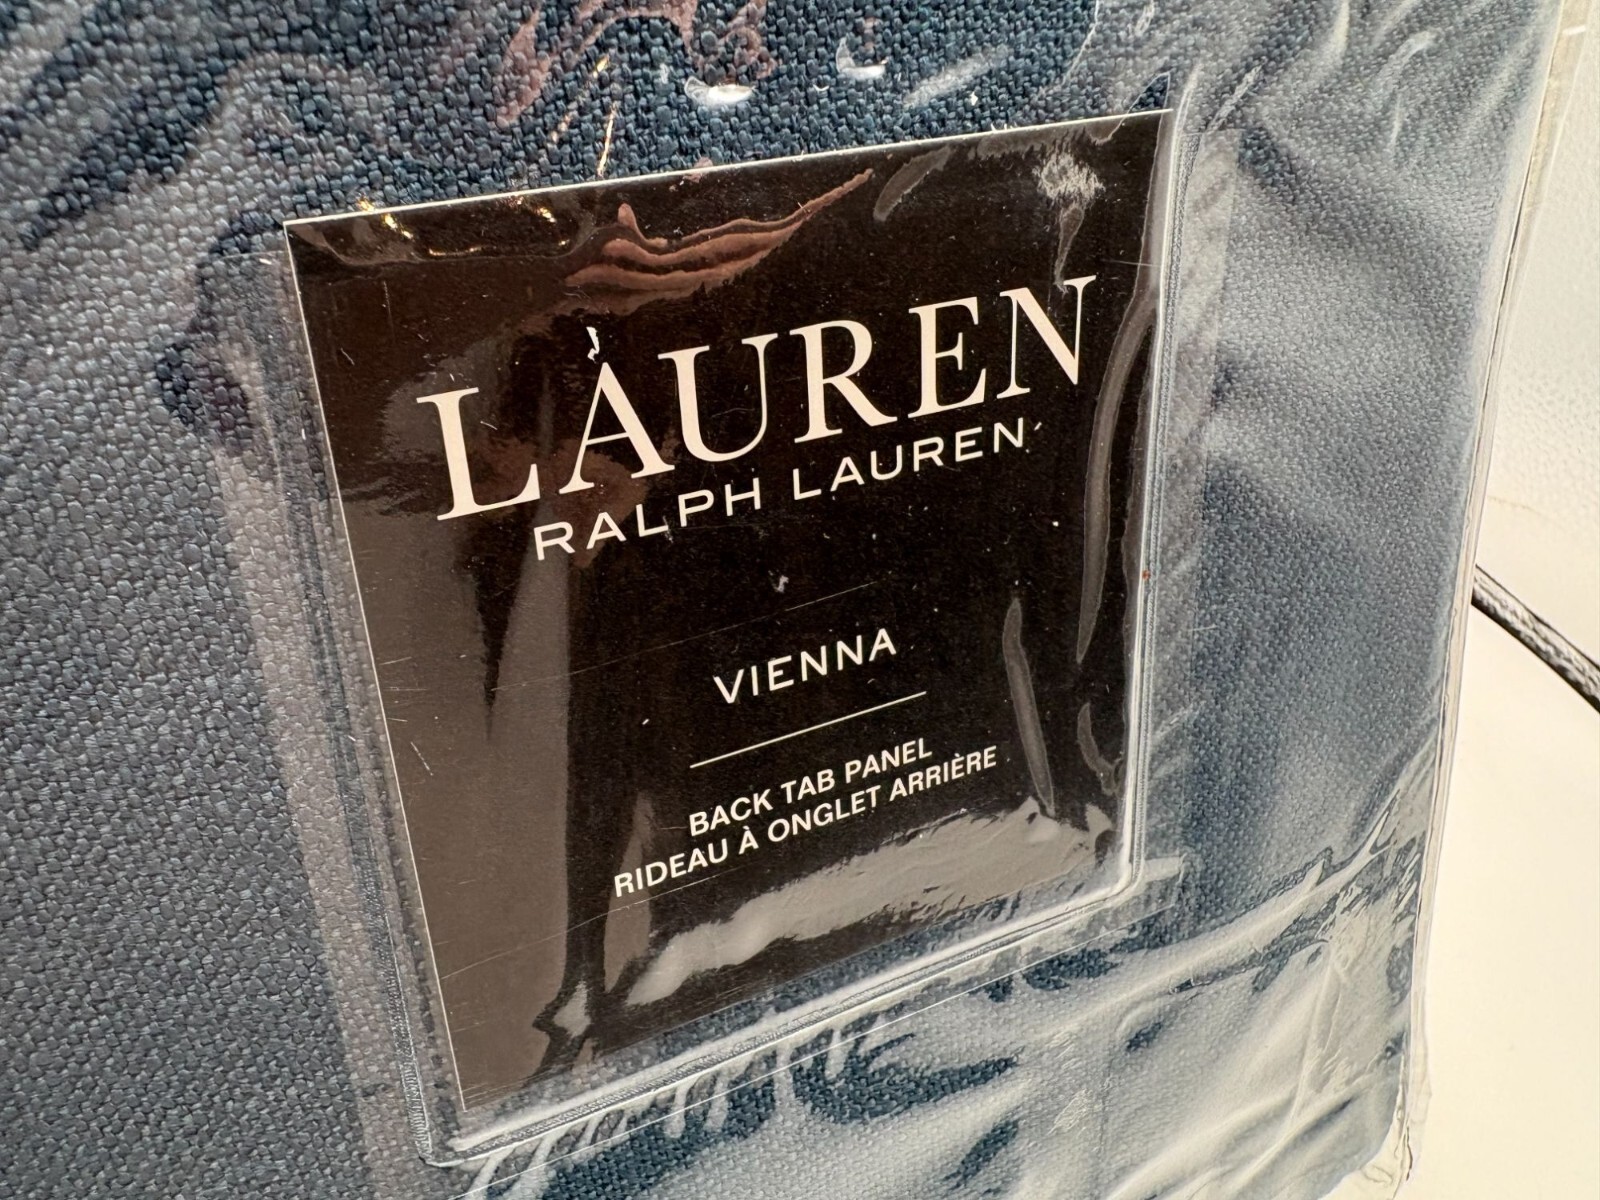 LAUREN
RALPH LAUREN
VIENNA
BACK TAB PANEL
RIDEAU À ONGLET ARRIÈRE